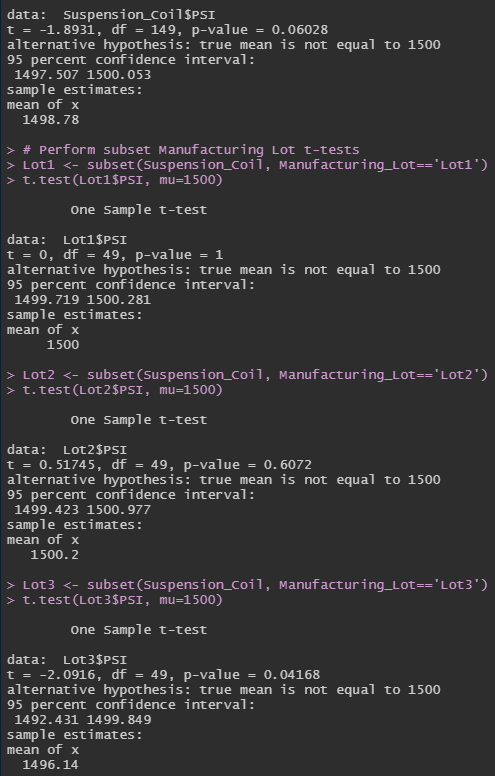 data:  Suspension_Coil$PSI
t = -1.8931, df = 149, p-value = 0.06028
alternative hypothesis: true mean is not equal to 1500
95 percent confidence interval:
 1497.507 1500.053
sample estimates:
mean of x
  1498.78
> # Perform subset Manufacturing Lot t-tests
> Lot1 <- subset(Suspension_Coil, Manufacturing_Lot=='Lot1')
> t.test(Lot1$PSI, mu=1500)
        One Sample t-test
data:  Lot1$PSI
t = 0, df = 49, p-value = 1
alternative hypothesis: true mean is not equal to 1500
95 percent confidence interval:
 1499.719 1500.281
sample estimates:
mean of x
     1500
> Lot2 <- subset(Suspension_Coil, Manufacturing_Lot=='Lot2')
> t.test(Lot2$PSI, mu=1500)
        One Sample t-test
data:  Lot2$PSI
t = 0.51745, df = 49, p-value = 0.6072
alternative hypothesis: true mean is not equal to 1500
95 percent confidence interval:
 1499.423 1500.977
sample estimates:
mean of x
   1500.2
> Lot3 <- subset(Suspension_Coil, Manufacturing_Lot=='Lot3')
> t.test(Lot3$PSI, mu=1500)
        One Sample t-test
data:  Lot3$PSI
t = -2.0916, df = 49, p-value = 0.04168
alternative hypothesis: true mean is not equal to 1500
95 percent confidence interval:
 1492.431 1499.849
sample estimates:
mean of x
  1496.14